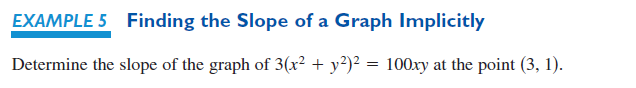 EXAMPLE 5 Finding the Slope of a Graph Implicitly
Determine the slope of the graph of 3(x² + y²)² = 100xy at the point (3, 1).